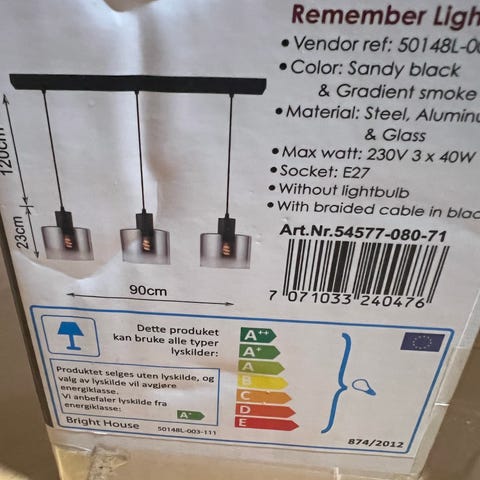 Remember Ligh
• Vendor ref: 50148L-00
• Color: Sandy black
& Gradient smoke
• Material: Steel, Aluminu
& Glass
• Max watt: 230V 3 x 40W
• Socket: E27
• Without lightbulb
• With braided cable in blac
120cm
23cm
90cm
Art.Nr.54577-080-71
7 071033 240476
Dette produket
kan bruke alle typer
lyskilder:
Produktet selges uten lyskilde, og
valg av lyskilde vil avgjøre
energiklasse.
Vi anbefaler lyskilde fra
energiklasse:
A+
Bright House
50148L-003-111
A++
A+
A
B
C
D
E
874/2012